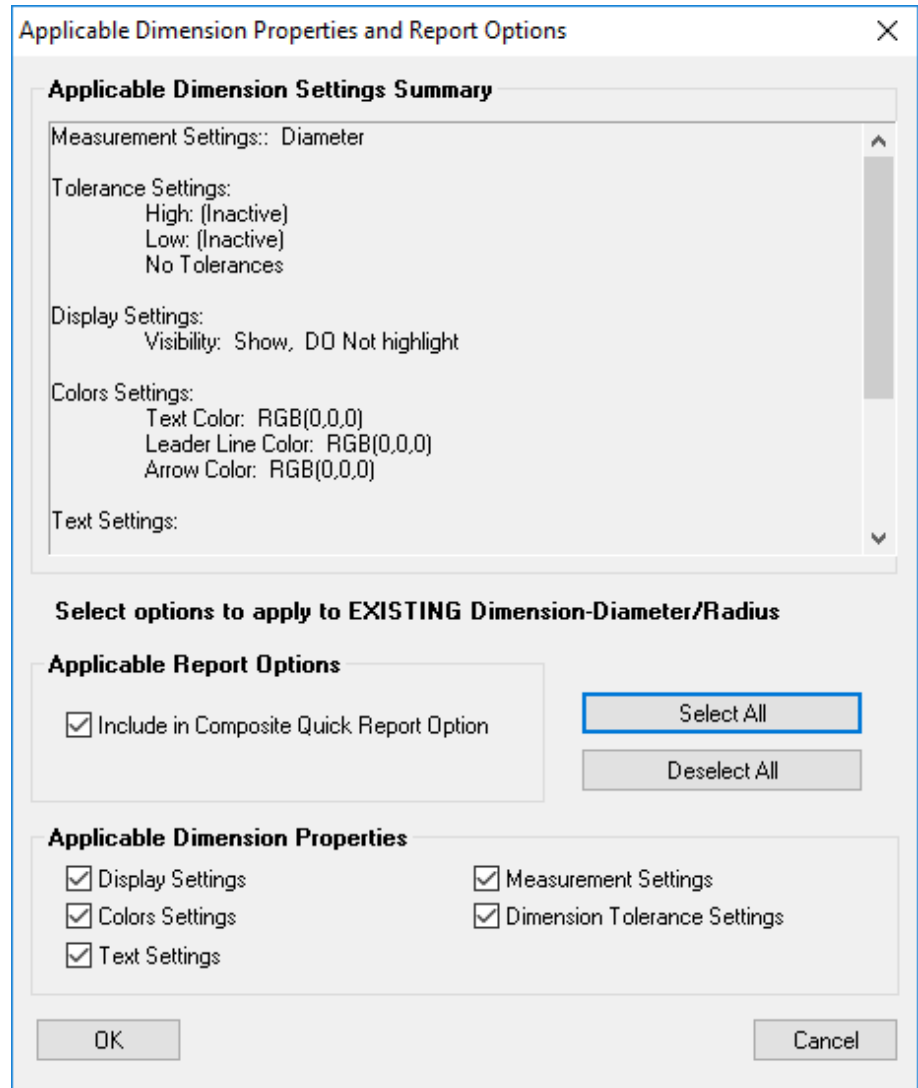 Applicable Dimension Properties and Report Options
Applicable Dimension Settings Summary
Measurement Settings::  Diameter
Tolerance Settings:
High: (Inactive)
Low: (Inactive)
No Tolerances
Display Settings:
Visibility:  Show,  DO Not highlight
Colors Settings:
Text Color:  RGB(0,0,0)
Leader Line Color:  RGB(0,0,0)
Arrow Color:  RGB(0,0,0)
Text Settings:
Select options to apply to EXISTING Dimension-Diameter/Radius
Applicable Report Options
Include in Composite Quick Report Option
Select All
Deselect All
Applicable Dimension Properties
Display Settings
Measurement Settings
Colors Settings
Dimension Tolerance Settings
Text Settings
OK
Cancel